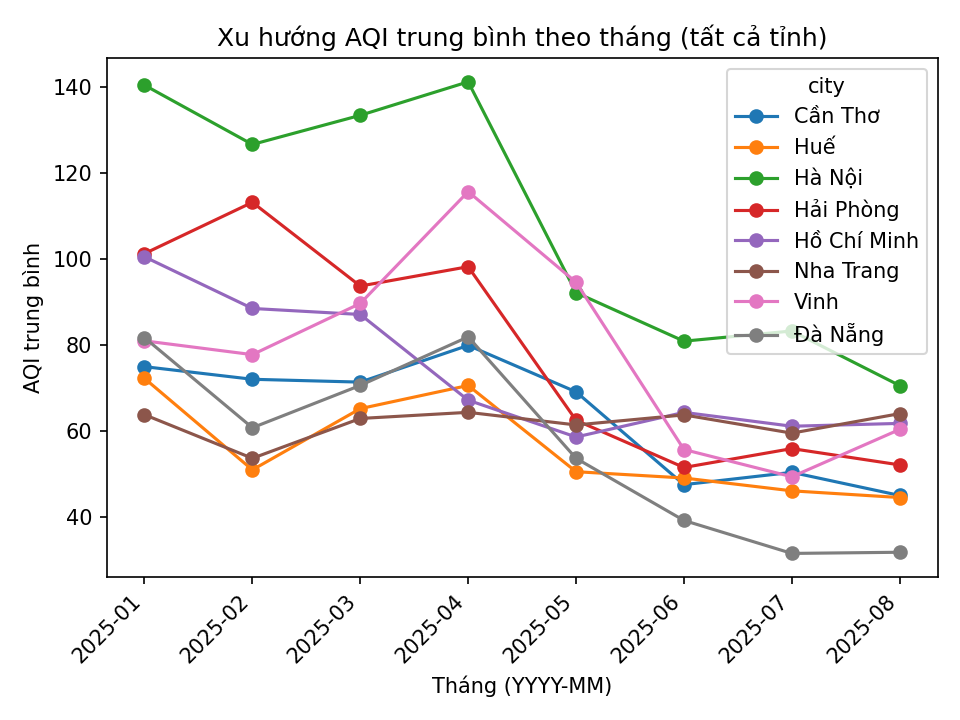 Xu hướng AQI trung bình theo tháng (tất cả tỉnh)
AQI trung bình
140
120
100
80
60
40
city
Cần Thơ
Huế
Hà Nội
Hải Phòng
Hồ Chí Minh
Nha Trang
Vinh
Đà Nẵng
2025-01
2025-02
2025-03
2025-04
2025-05
2025-06
2025-07
2025-08
Tháng (YYYY-MM)